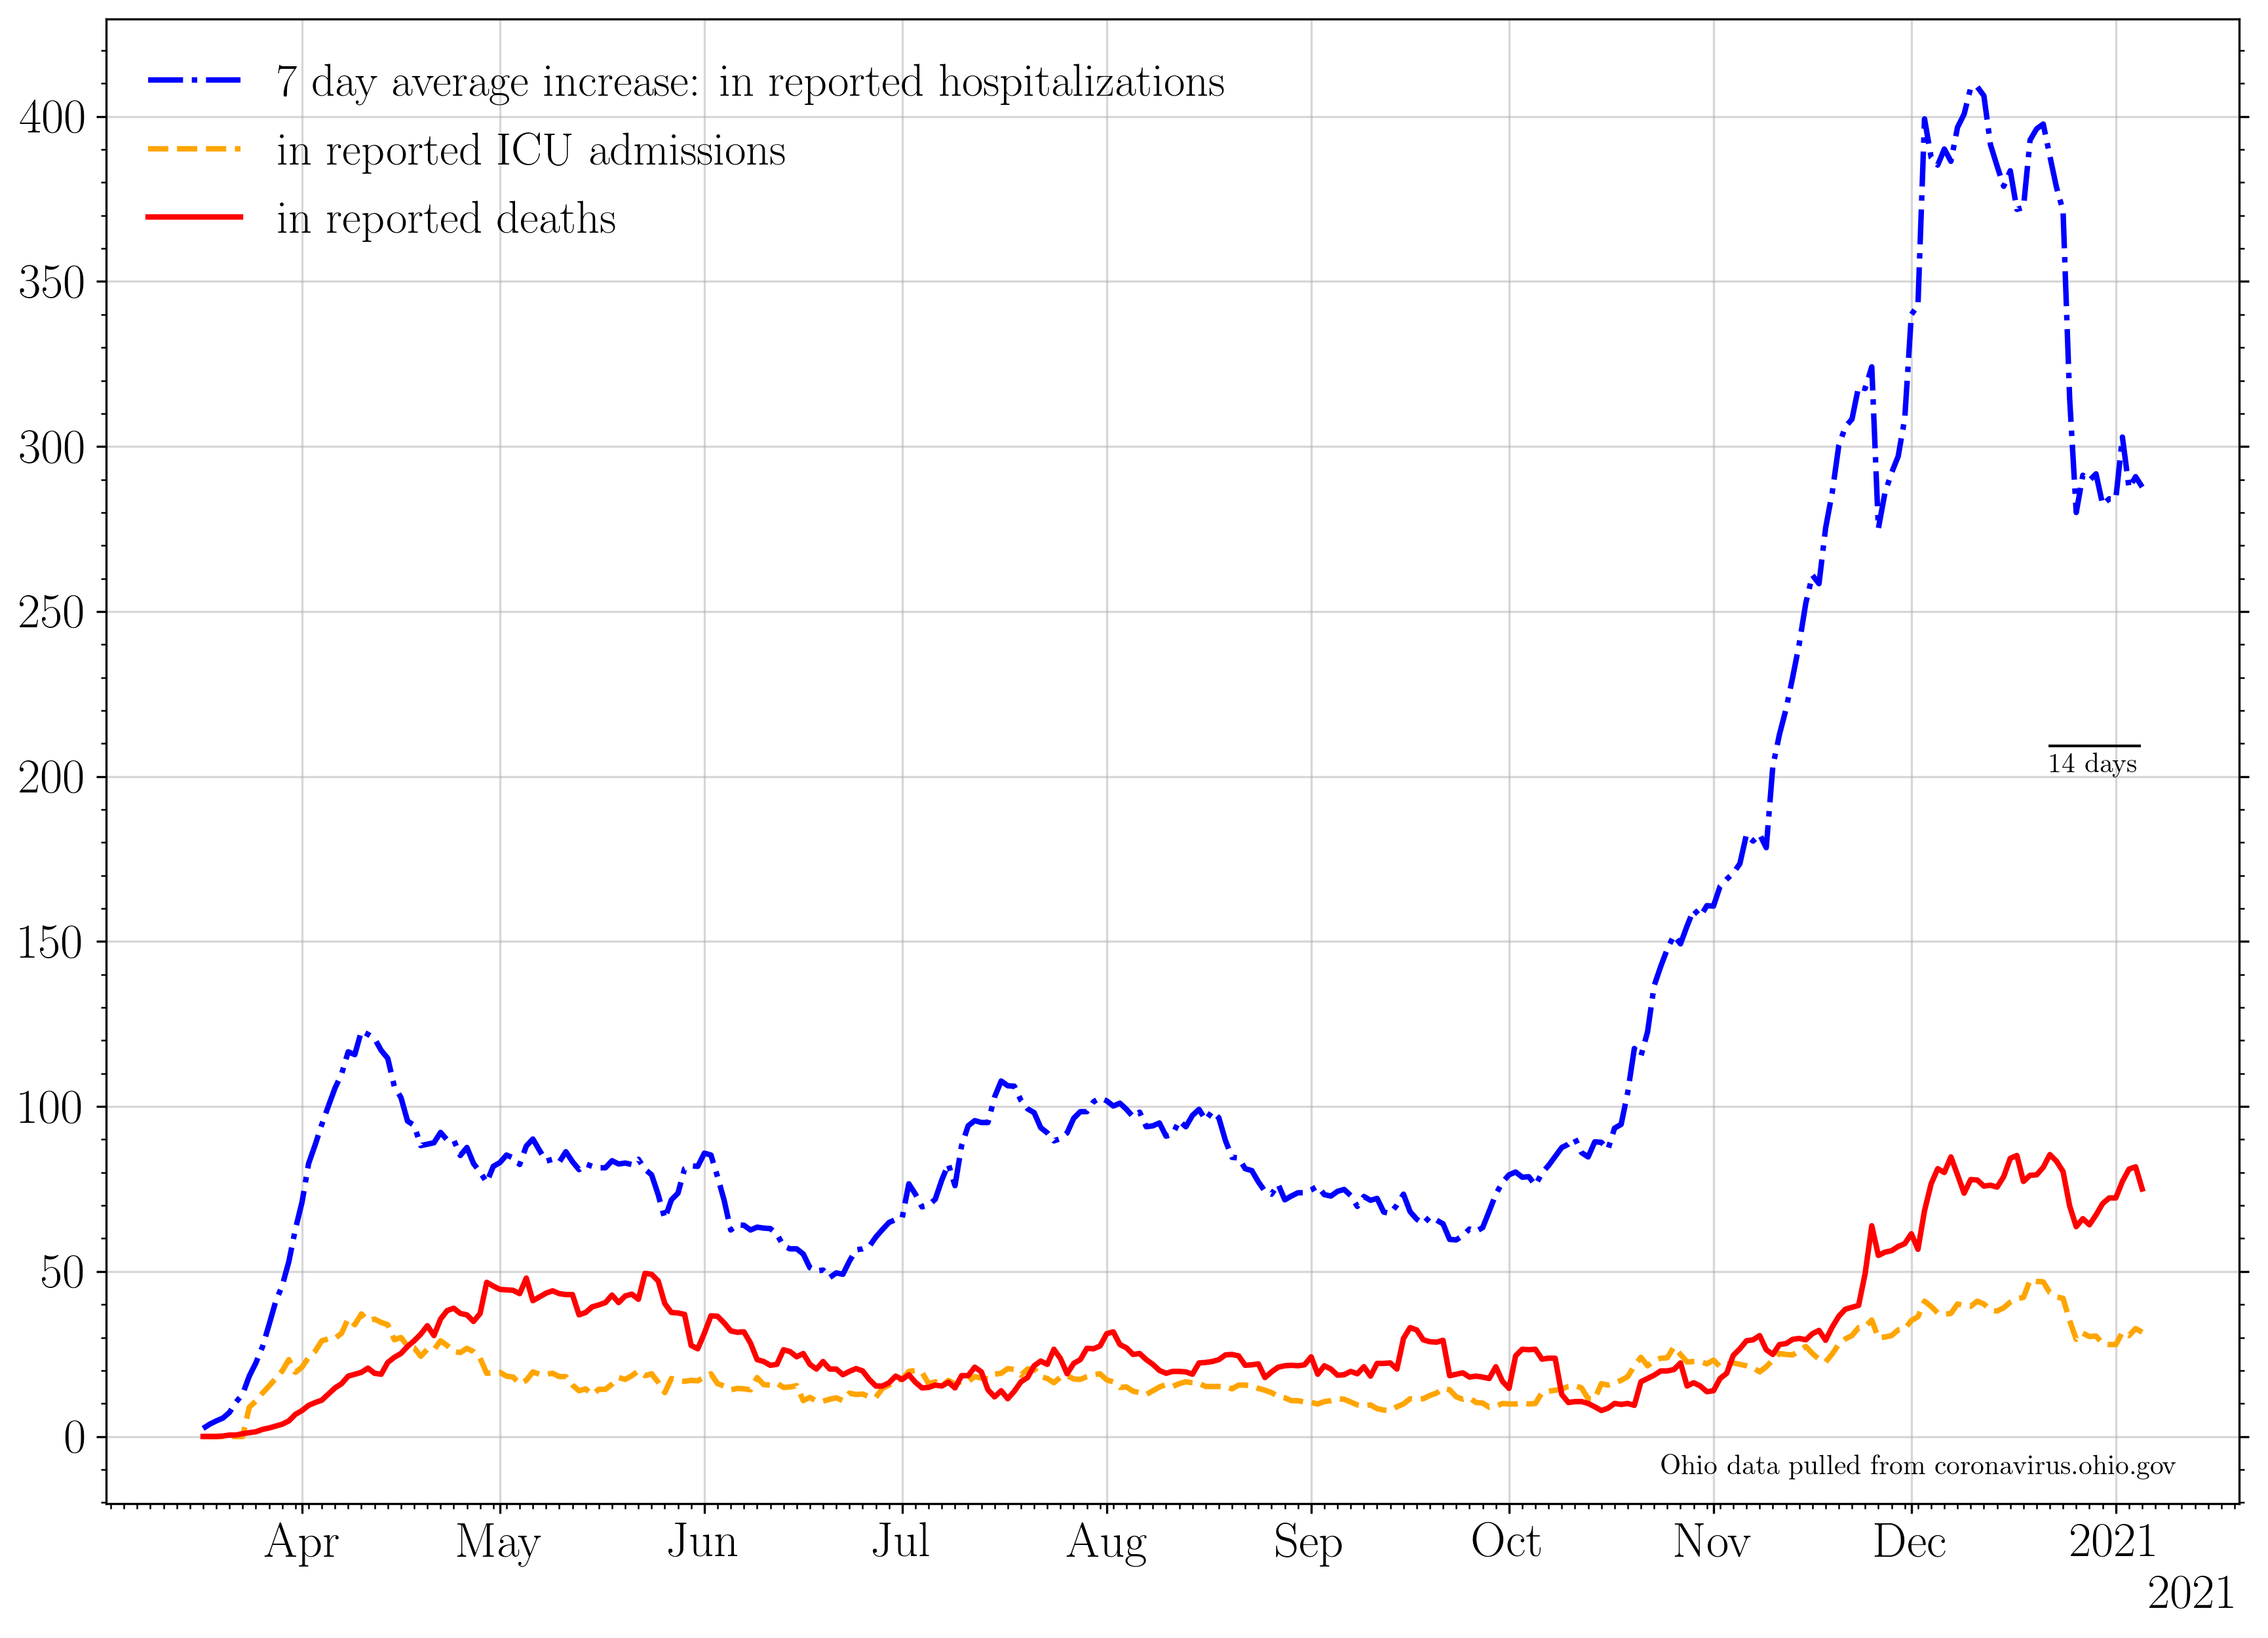 7 day average increase: in reported hospitalizations
in reported ICU admissions
in reported deaths
400
350
300
250
200
150
100
50
0
14 days
Ohio data pulled from coronavirus.ohio.gov
Apr May Jun Jul Aug Sep Oct Nov Dec 2021
2021